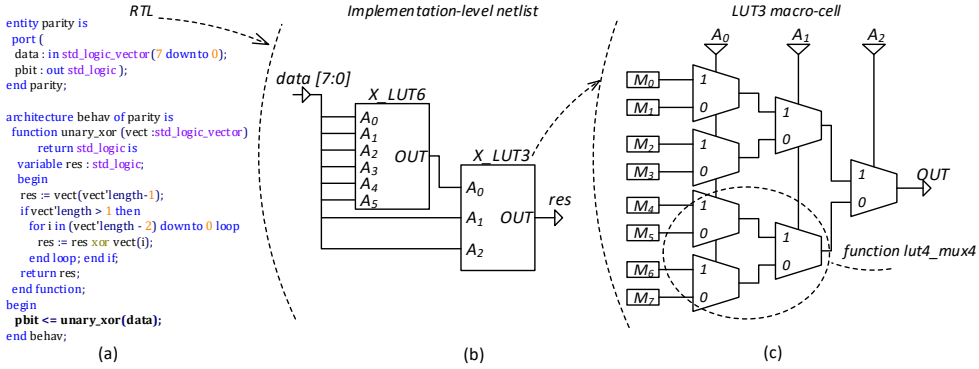 RTL
entity parity is
port (
data : in std_logic_vector(7 downto 0);
pbit : out std_logic );
end parity;
architecture behav of parity is
function unary_xor (vect :std_logic_vector)
return std_logic is
variable res : std_logic;
begin
res := vect(vect'length-1);
if vect'length > 1 then
for i in (vect'length - 2) downto 0 loop
res := res xor vect(i);
end loop; end if;
return res;
end function;
begin
pbit <= unary_xor(data);
end behav;
(a)
Implementation-level netlist
data [7:0]
X_LUT6
A0
A1
A2
A3
A4
A5
OUT
X_LUT3
A0
A1
A2
OUT
res
(b)
LUT3 macro-cell
A0
A1
A2
M0
M1
M2
M3
M4
M5
M6
M7
1
0
1
0
1
0
1
0
1
0
1
0
1
0
OUT
function lut4_mux4
(c)